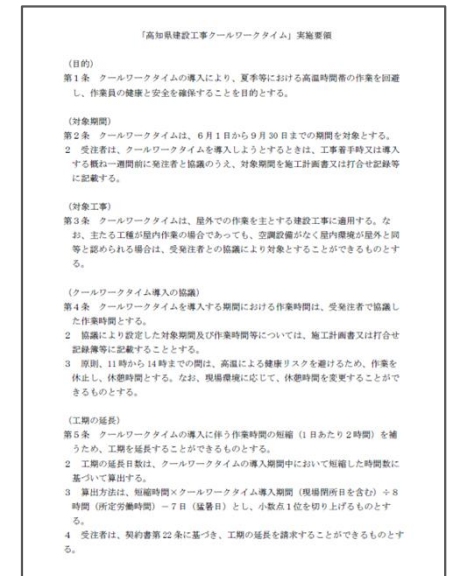 「高知県建設工事クールワークタイム」実施要領
（目的）
第１条　クールワークタイムの導入により、夏季等における高温時間帯の作業を回避
し、作業員の健康と安全を確保することを目的とする。
（対象期間）
第２条　クールワークタイムは、６月１日から９月30日までの期間を対象とする。
２　受注者は、クールワークタイムを導入しようとするときは、工事着手時又は導入
する概ね一週間前に発注者と協議のうえ、対象期間を施工計画書又は打合せ記録等
に記載する。
（対象工事）
第３条　クールワークタイムは、屋外での作業を主とする建設工事に適用する。な
お、主たる工種が屋内作業の場合であっても、空調設備がなく屋内環境が屋外と同
等と認められる場合は、受発注者との協議により対象とすることができるものとす
る。
（クールワークタイム導入の協議）
第４条　クールワークタイムを導入する期間における作業時間は、受発注者で協議し
た作業時間とする。
２　協議により設定した対象期間及び作業時間等については、施工計画書又は打合せ
記録簿等に記載することとする。
３　原則、11時から14時までの間は、高温による健康リスクを避けるため、作業を
休止し、休憩時間とする。なお、現場環境に応じて、休憩時間を変更することがで
きるものとする。
（工期の延長）
第５条　クールワークタイムの導入に伴う作業時間の短縮（１日あたり２時間）を補
うため、工期を延長することができるものとする。
２　工期の延長日数は、クールワークタイムの導入期間中において短縮した時間数に
基づいて算出する。
３　算出方法は、短縮時間×クールワークタイム導入期間（現場閉所日を含む）÷８
時間（所定労働時間）－７日（猛暑日）とし、小数点１位を切り上げるものとす
る。
４　受注者は、契約書第22条に基づき、工期の延長を請求することができるものとす
る。